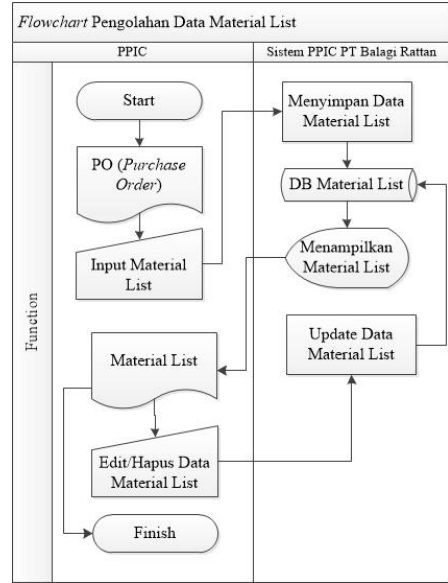 Flowchart Pengolahan Data Material List
PPIC
Sistem PPIC PT Balagi Rattan
Function
Start
PO (Purchase
Order)
Input Material
List
Menyimpan Data
Material List
DB Material List
Menampilkan
Material List
Material List
Update Data
Material List
Edit/Hapus Data
Material List
Finish